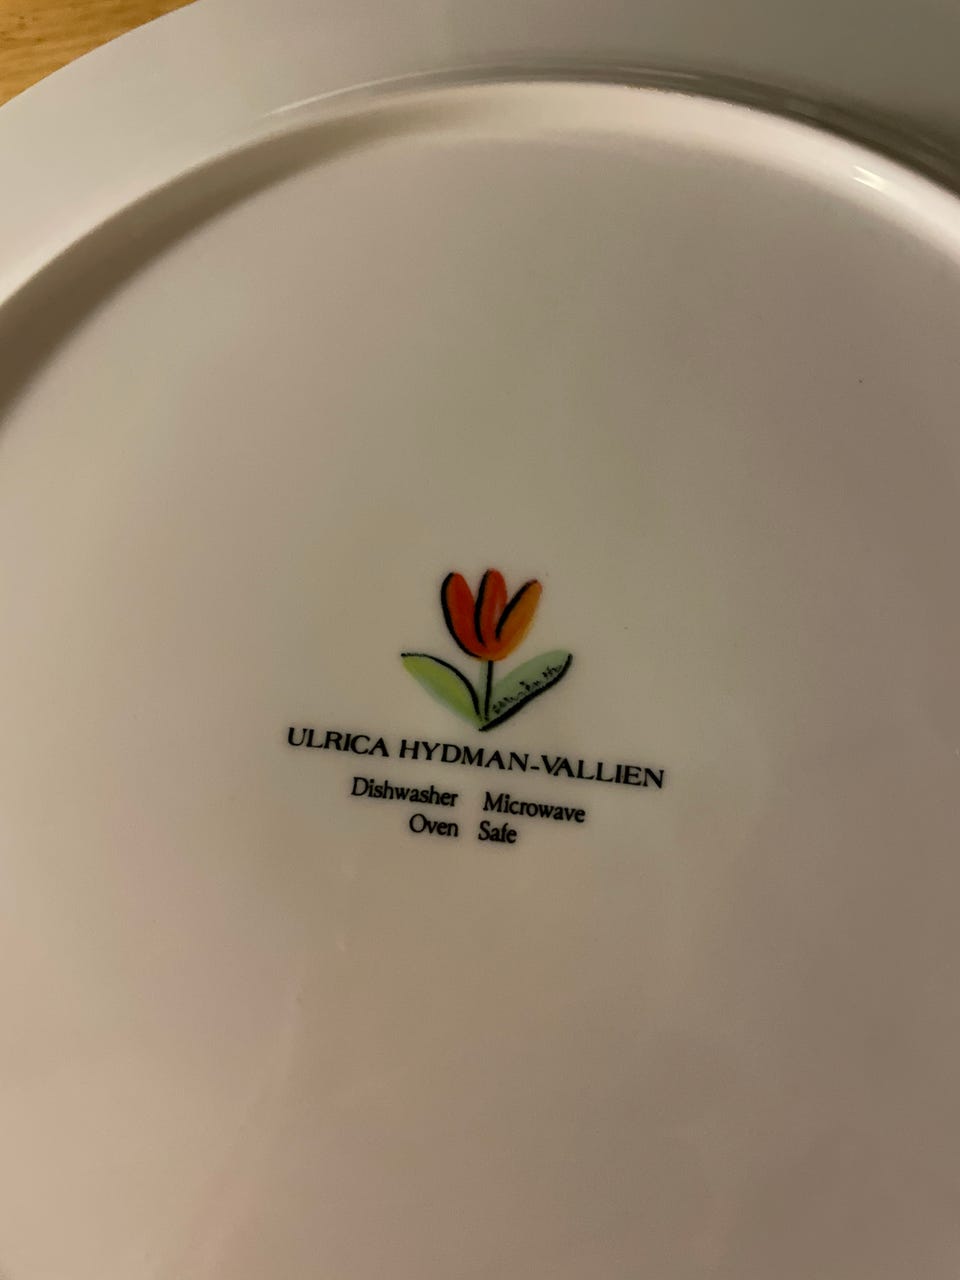 ULRICA HYDMAN-VALLIEN
Dishwasher Microwave
Oven Safe